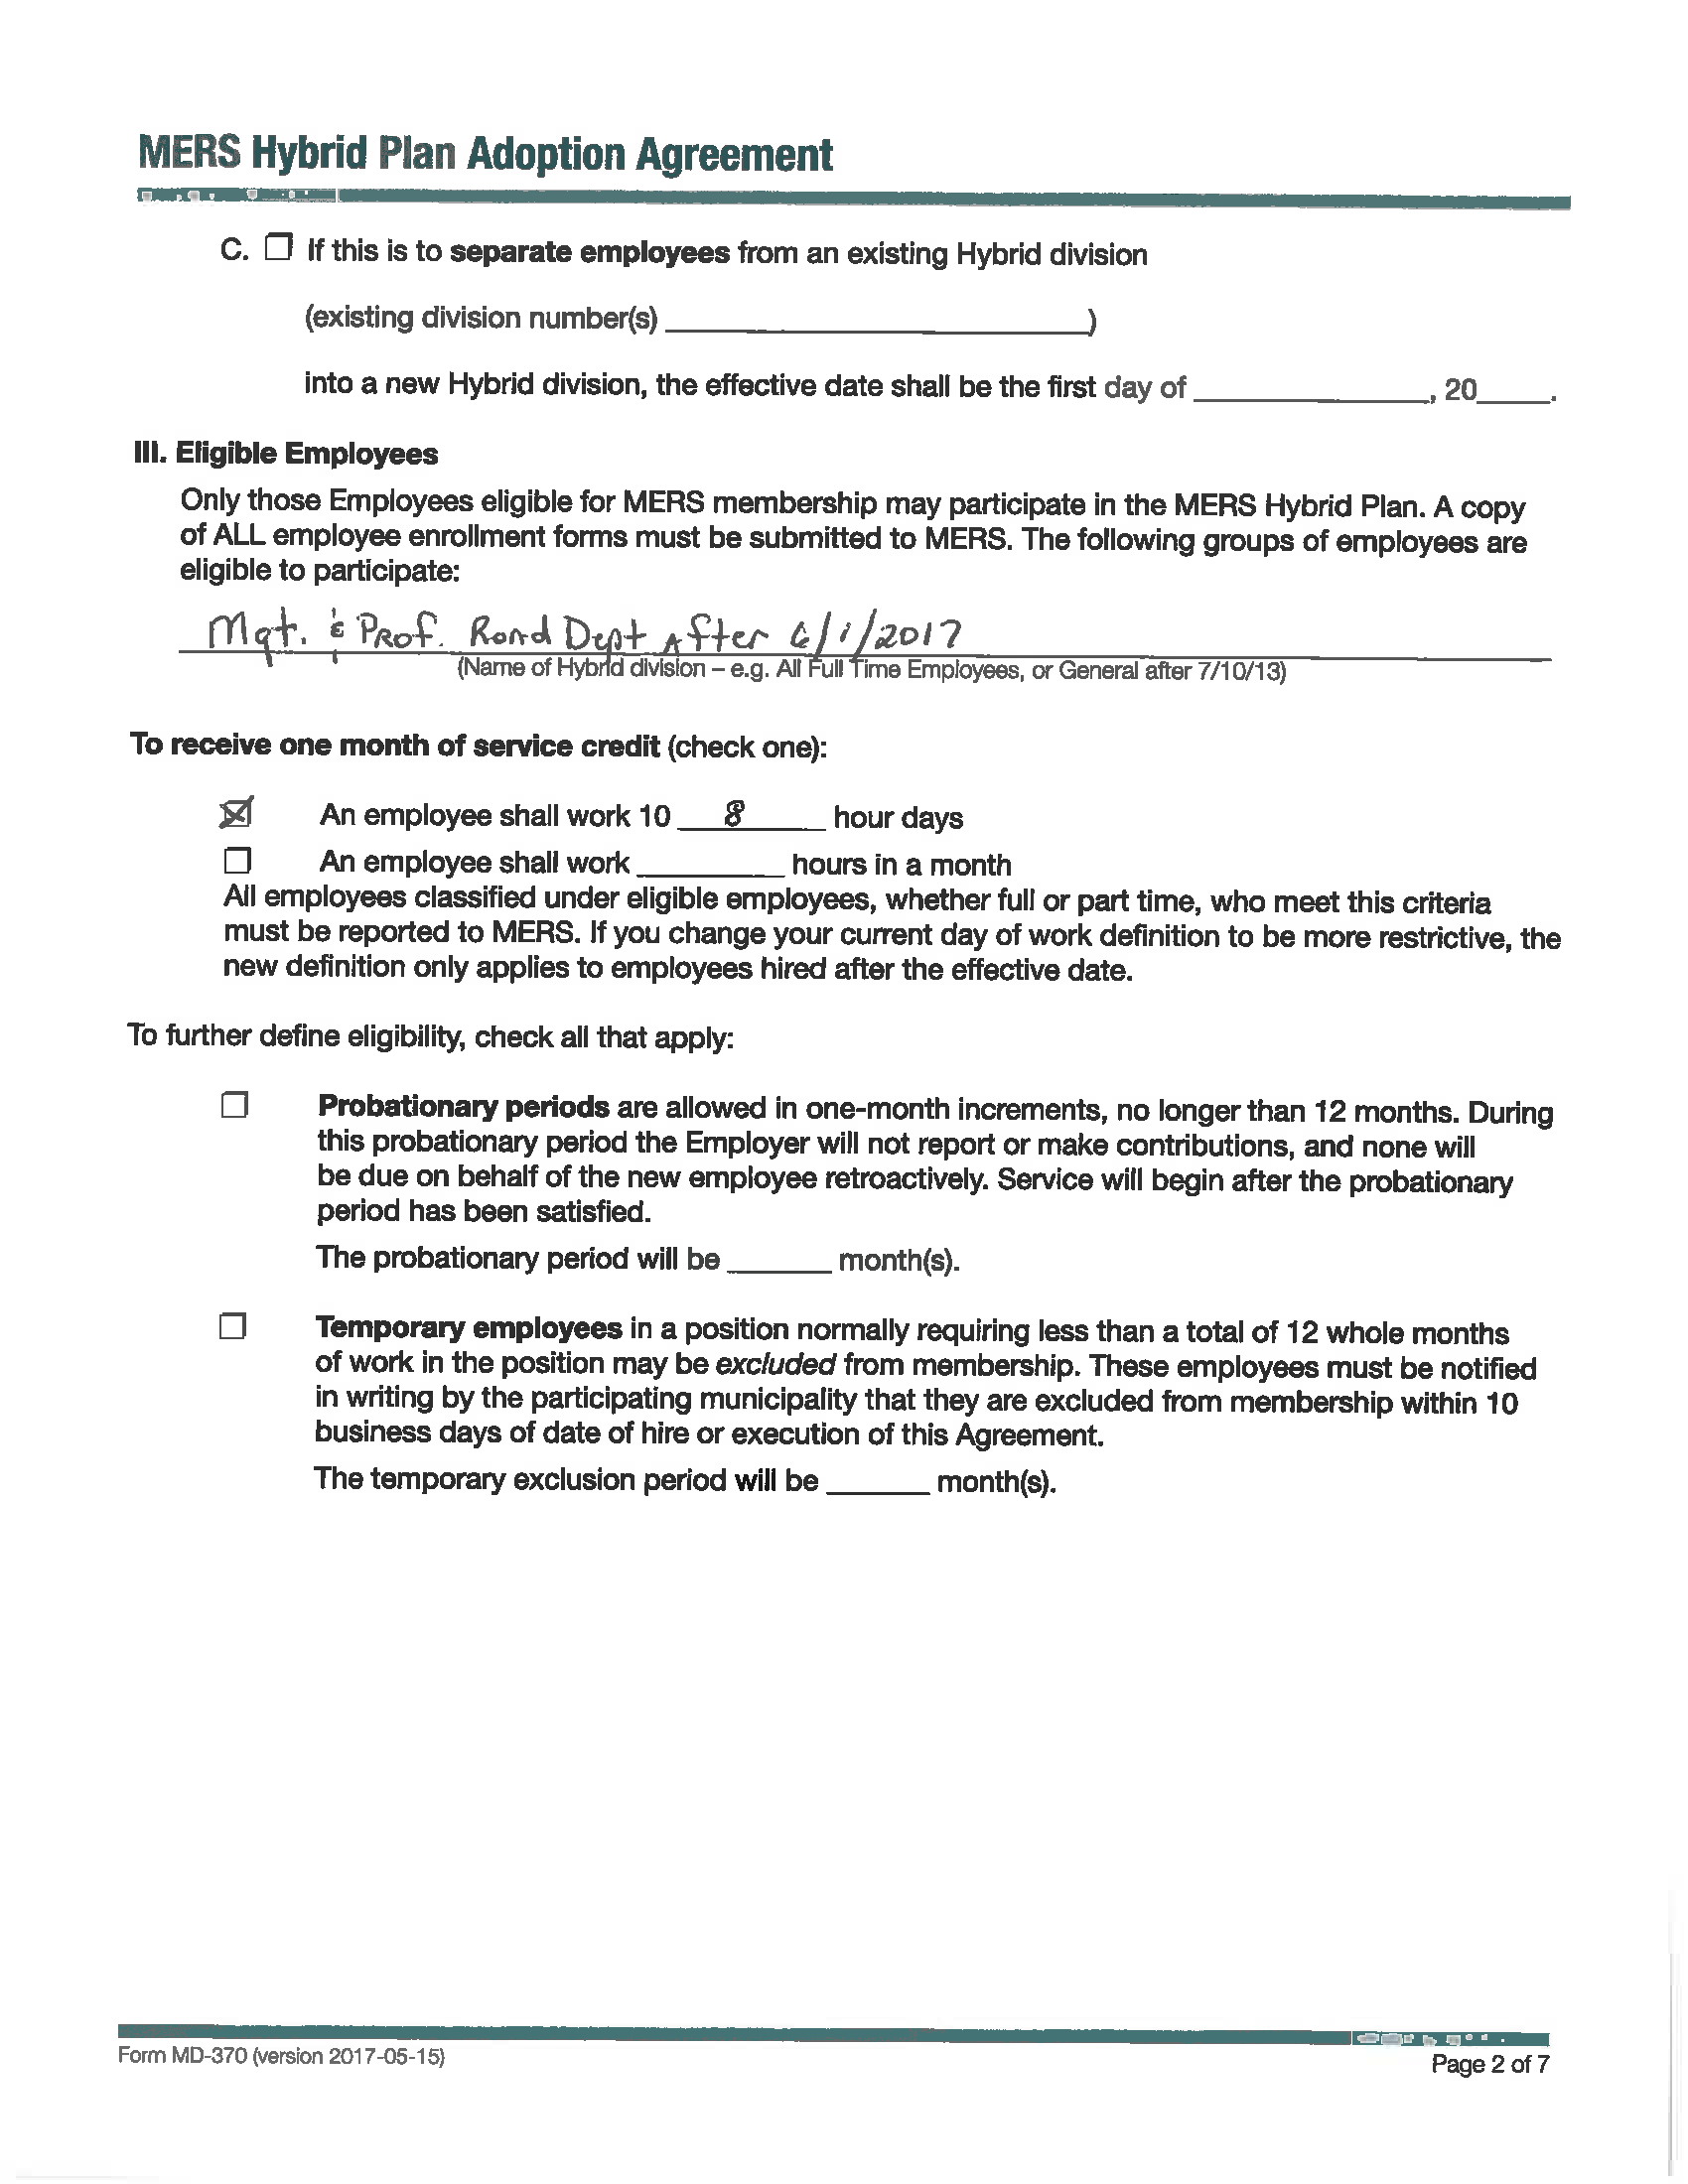 MERS Hybrid Plan Adoption Agreement
C. ☐ If this is to separate employees from an existing Hybrid division
(existing division number(s) ____________________)
into a new Hybrid division, the effective date shall be the first day of ____________, 20____.
III. Eligible Employees
Only those Employees eligible for MERS membership may participate in the MERS Hybrid Plan. A copy
of ALL employee enrollment forms must be submitted to MERS. The following groups of employees are
eligible to participate:
Mgt. & Prof. Road Dept After 6/1/2017
(Name of Hybrid division – e.g. All Full Time Employees, or General after 7/10/13)
To receive one month of service credit (check one):
☒ An employee shall work 10 8 hour days
☐ An employee shall work ________ hours in a month
All employees classified under eligible employees, whether full or part time, who meet this criteria
must be reported to MERS. If you change your current day of work definition to be more restrictive, the
new definition only applies to employees hired after the effective date.
To further define eligibility, check all that apply:
☐ Probationary periods are allowed in one-month increments, no longer than 12 months. During
this probationary period the Employer will not report or make contributions, and none will
be due on behalf of the new employee retroactively. Service will begin after the probationary
period has been satisfied.
The probationary period will be ______ month(s).
☐ Temporary employees in a position normally requiring less than a total of 12 whole months
of work in the position may be excluded from membership. These employees must be notified
in writing by the participating municipality that they are excluded from membership within 10
business days of date of hire or execution of this Agreement.
The temporary exclusion period will be ______ month(s).
Form MD-370 (version 2017-05-15)
Page 2 of 7